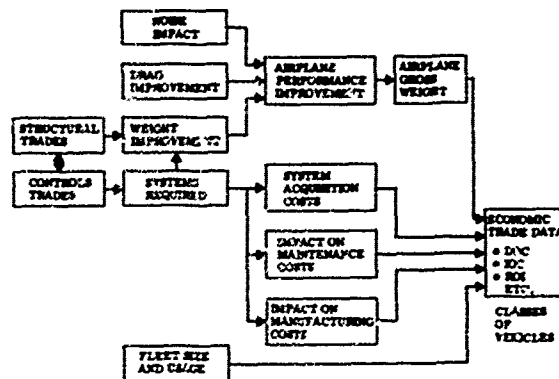 NOISE
IMPACT
DRAG
IMPROVEMENT
AIRPLANE
PERFORMANCE
IMPROVEMENT
AIRPLANE
GROSS
WEIGHT
STRUCTURAL
TRADES
WEIGHT
IMPROVEMENT
CONTROLS
TRADES
SYSTEMS
REQUIRED
SYSTEM
ACQUISITION
COSTS
IMPACT ON
MAINTENANCE
COSTS
IMPACT ON
MANUFACTURING
COSTS
ECONOMIC
TRADE DATA
• DOC
• IOC
• ROI
ETC.
CLASSES
OF
VEHICLES
FLEET SIZE
AND USAGE